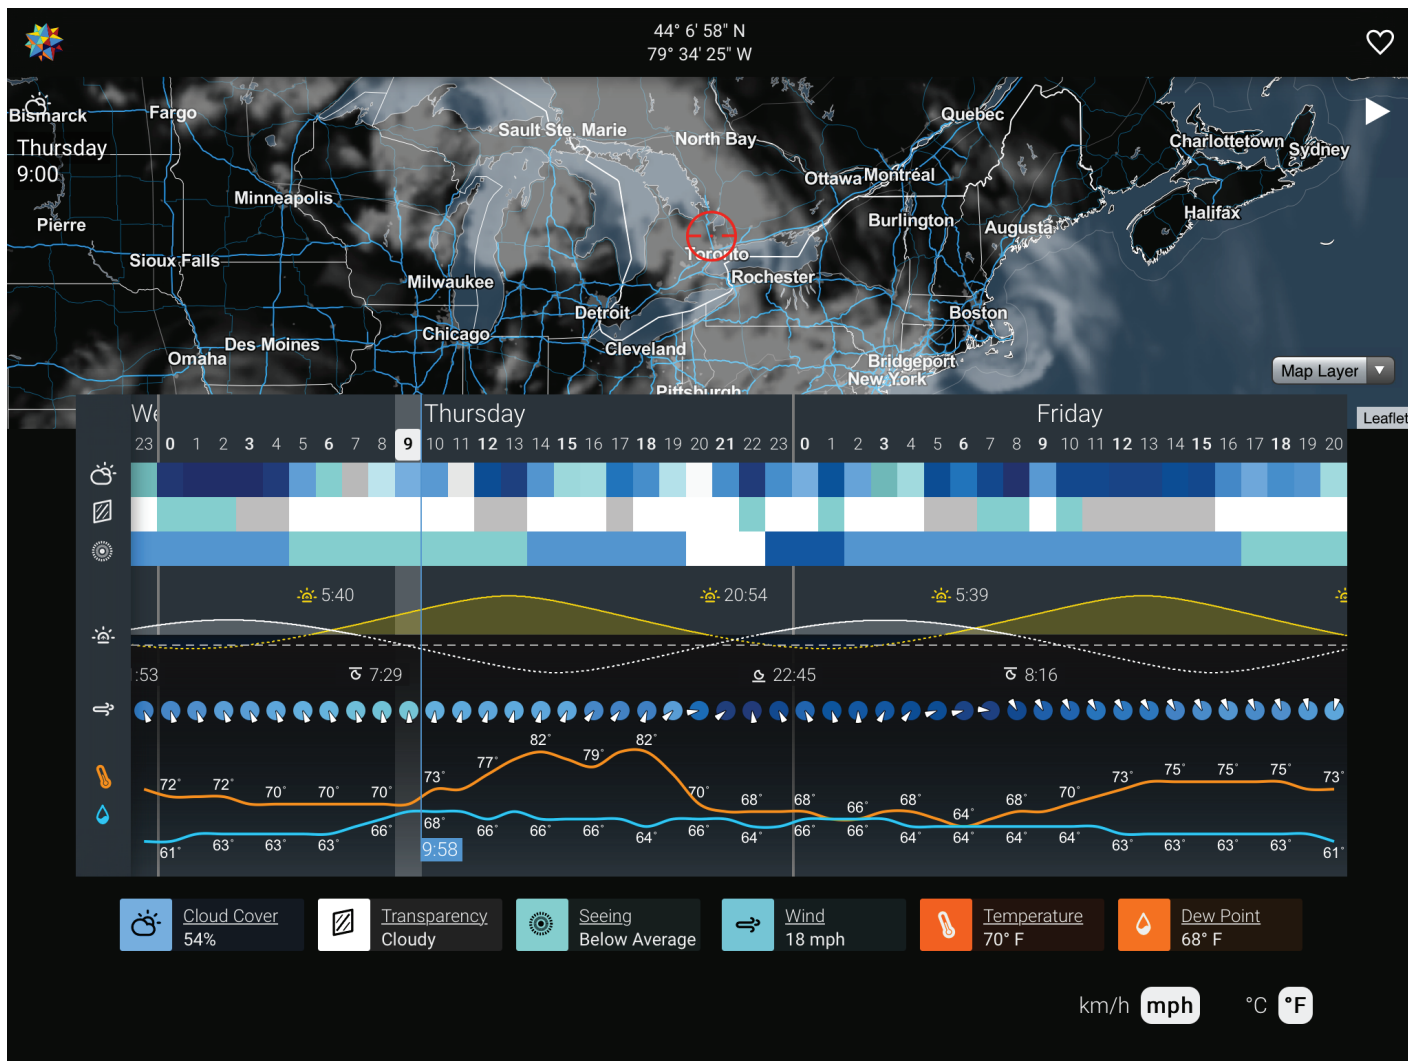 44° 6' 58" N
79° 34' 25" W
Bismarck
Fargo
Sault Ste. Marie
North Bay
Quebec
Charlottetown
Sydney
Thursday
9:00
Minneapolis
Ottawa
Montréal
Pierre
Burlington
Augusta
Halifax
Sioux Falls
Toronto
Milwaukee
Rochester
Detroit
Boston
Chicago
Des Moines
Cleveland
Omaha
Bridgeport
New York
Map Layer
Pittsburgh
Leaflet
We Thursday Friday
23 0 1 2 3 4 5 6 7 8 9 10 11 12 13 14 15 16 17 18 19 20 21 22 23 0 1 2 3 4 5 6 7 8 9 10 11 12 13 14 15 16 17 18 19 20
5:40 20:54 5:39
:53 7:29 22:45 8:16
72° 72° 70° 70° 70° 73° 77° 82° 79° 82° 70° 68° 68° 66° 68° 64° 68° 70° 73° 75° 75° 75° 73°
61° 63° 63° 63° 66° 68° 66° 66° 66° 64° 66° 64° 66° 66° 64° 64° 64° 64° 63° 63° 63° 63° 61°
9:58
Cloud Cover
54%
Transparency
Cloudy
Seeing
Below Average
Wind
18 mph
Temperature
70° F
Dew Point
68° F
km/h mph °C °F